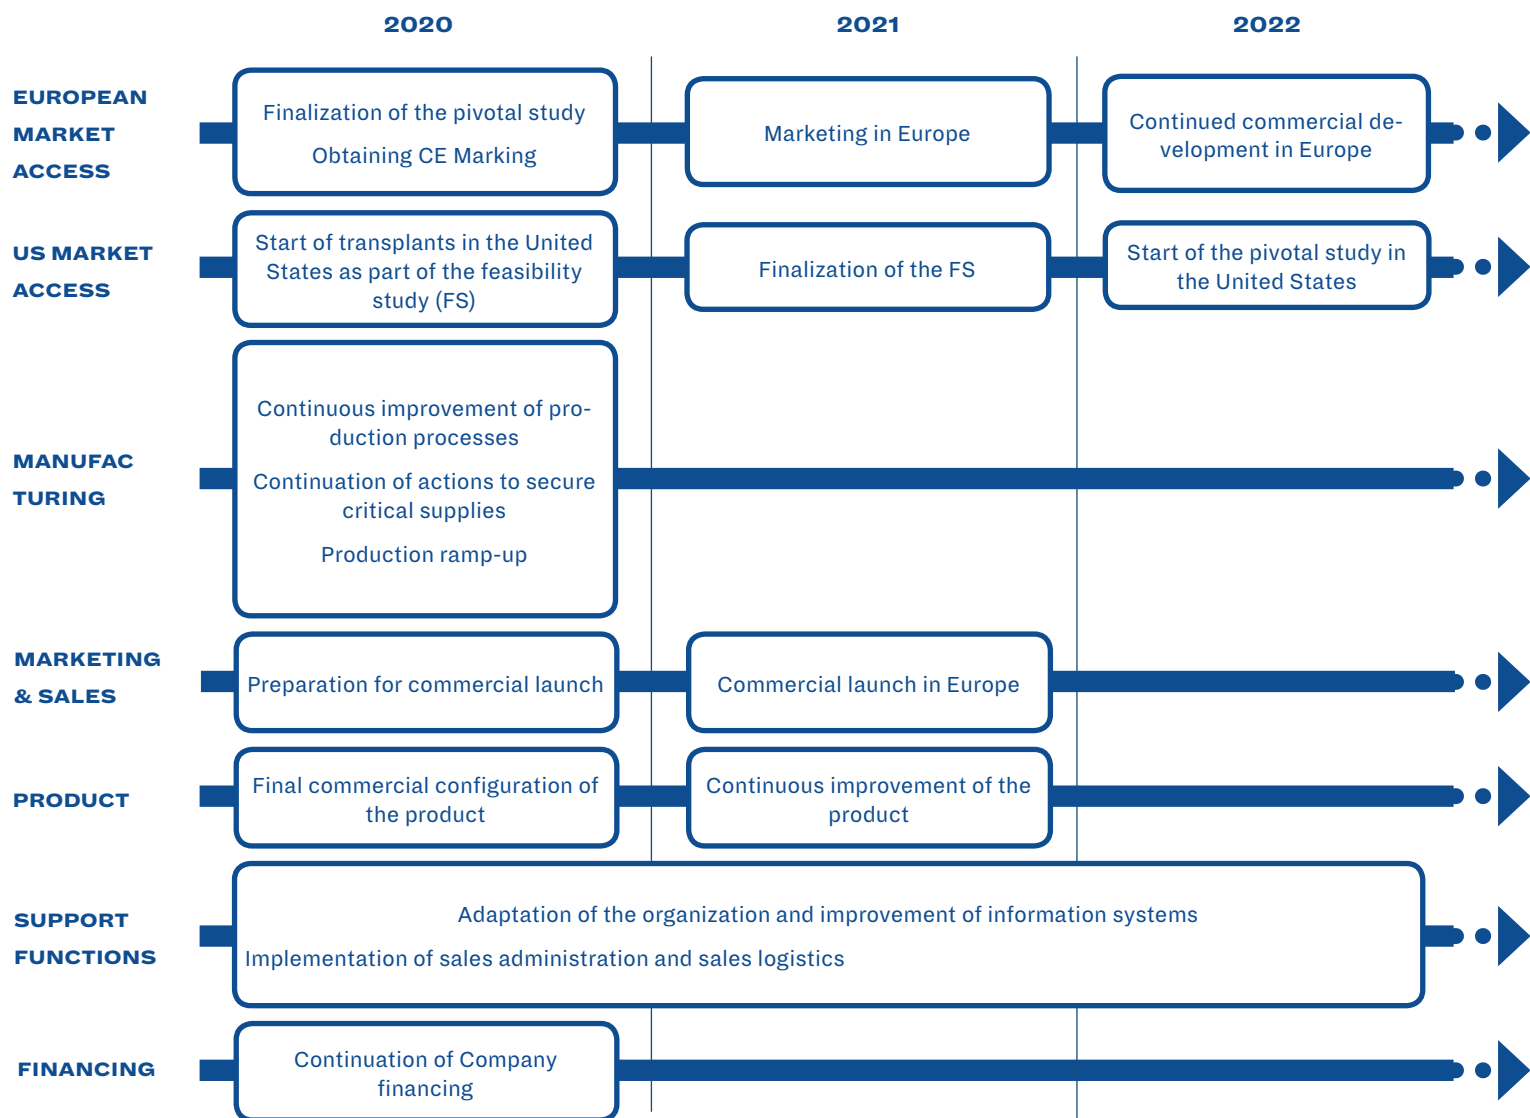 2020
2021
2022
EUROPEAN
MARKET
ACCESS
Finalization of the pivotal study
Obtaining CE Marking
Marketing in Europe
Continued commercial de-
velopment in Europe
US MARKET
ACCESS
Start of transplants in the United
States as part of the feasibility
study (FS)
Finalization of the FS
Start of the pivotal study in
the United States
MANUFAC
TURING
Continuous improvement of pro-
duction processes
Continuation of actions to secure
critical supplies
Production ramp-up
MARKETING
& SALES
Preparation for commercial launch
Commercial launch in Europe
PRODUCT
Final commercial configuration of
the product
Continuous improvement of the
product
SUPPORT
FUNCTIONS
Adaptation of the organization and improvement of information systems
Implementation of sales administration and sales logistics
FINANCING
Continuation of Company
financing